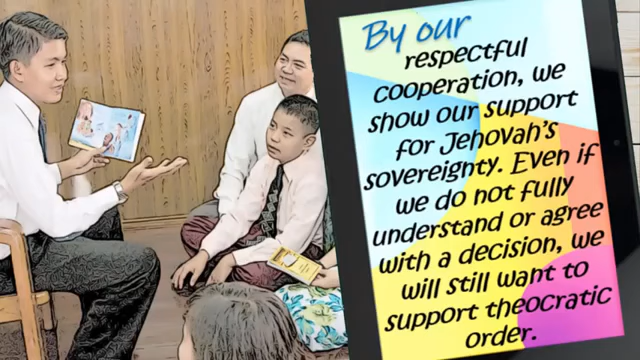 By our
respectful
cooperation, we
show our support
for Jehovah's
sovereignty. Even if
we do not fully
understand or agree
with a decision, we
will still want to
support theocratic
order.